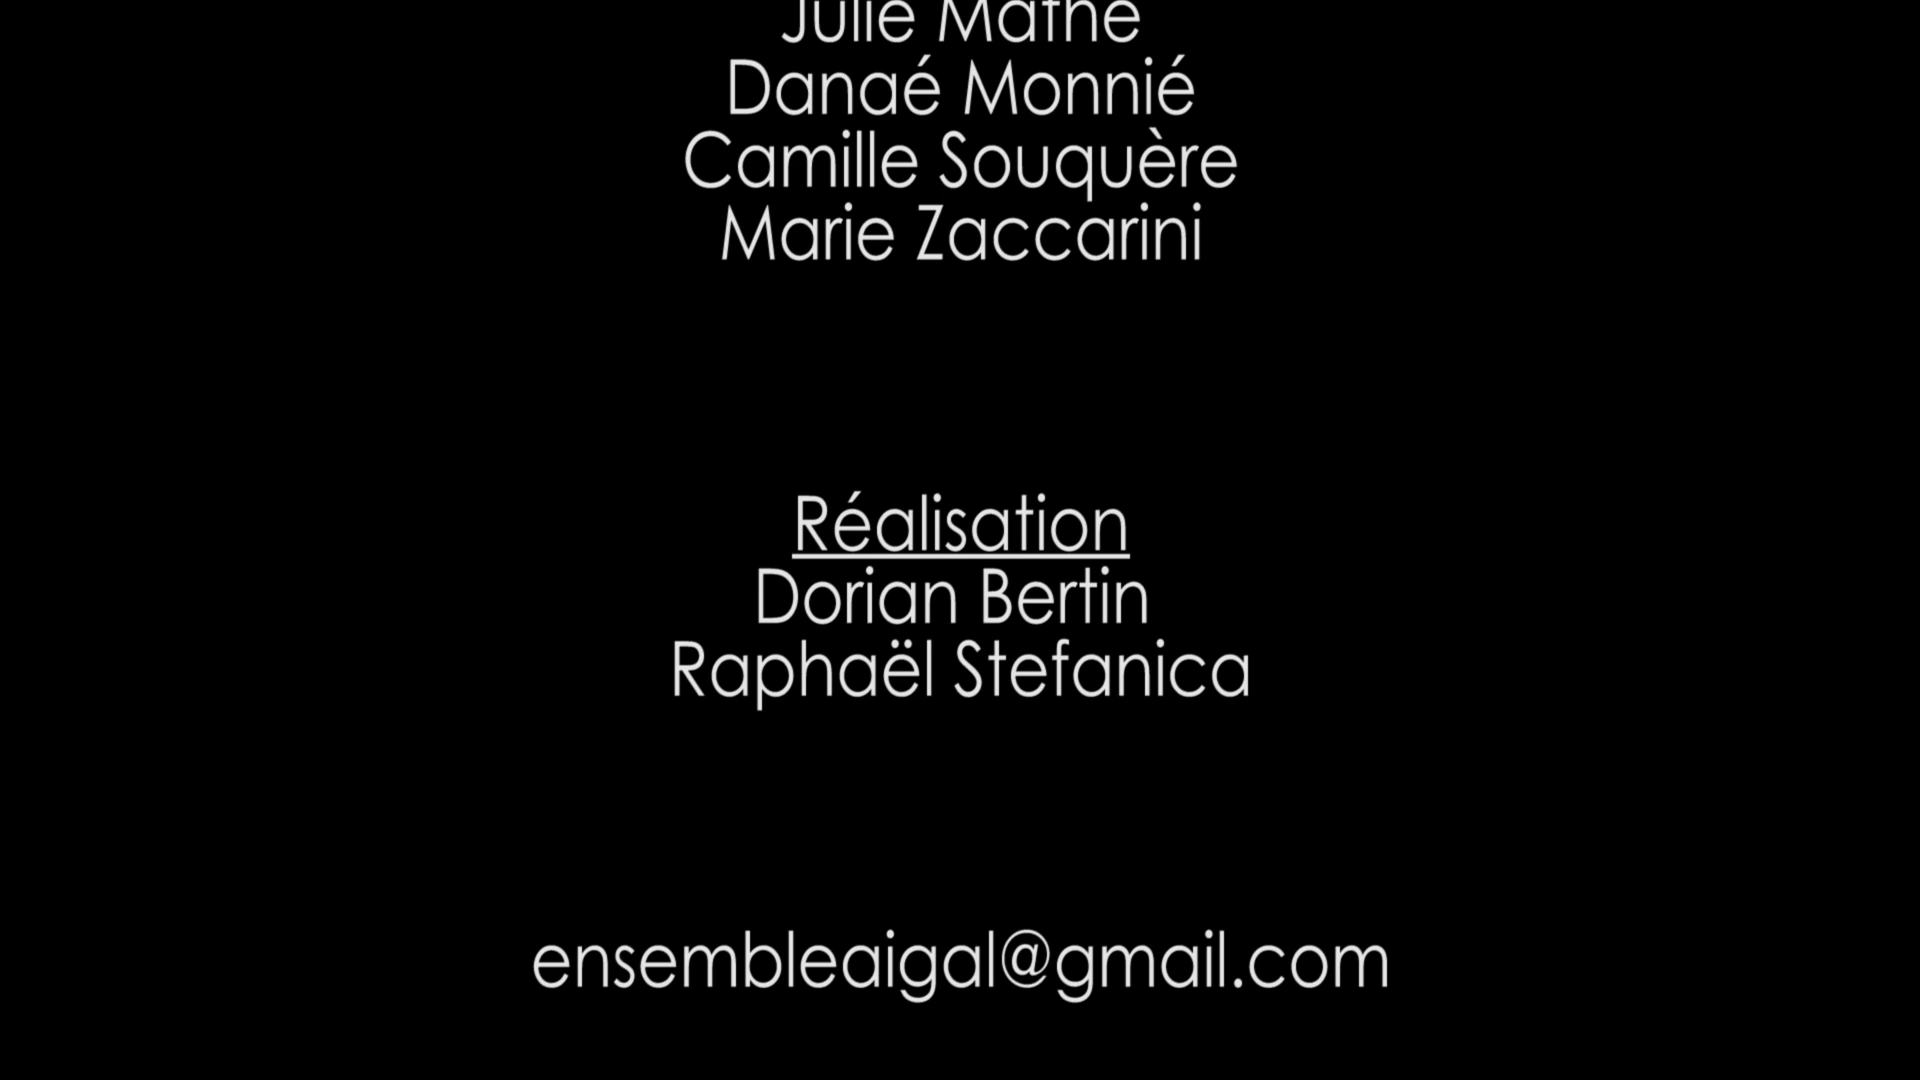 Julie Mathe
Danaé Monnié
Camille Souquère
Marie Zaccarini
Réalisation
Dorian Bertin
Raphaël Stefanica
ensembleaigal@gmail.com